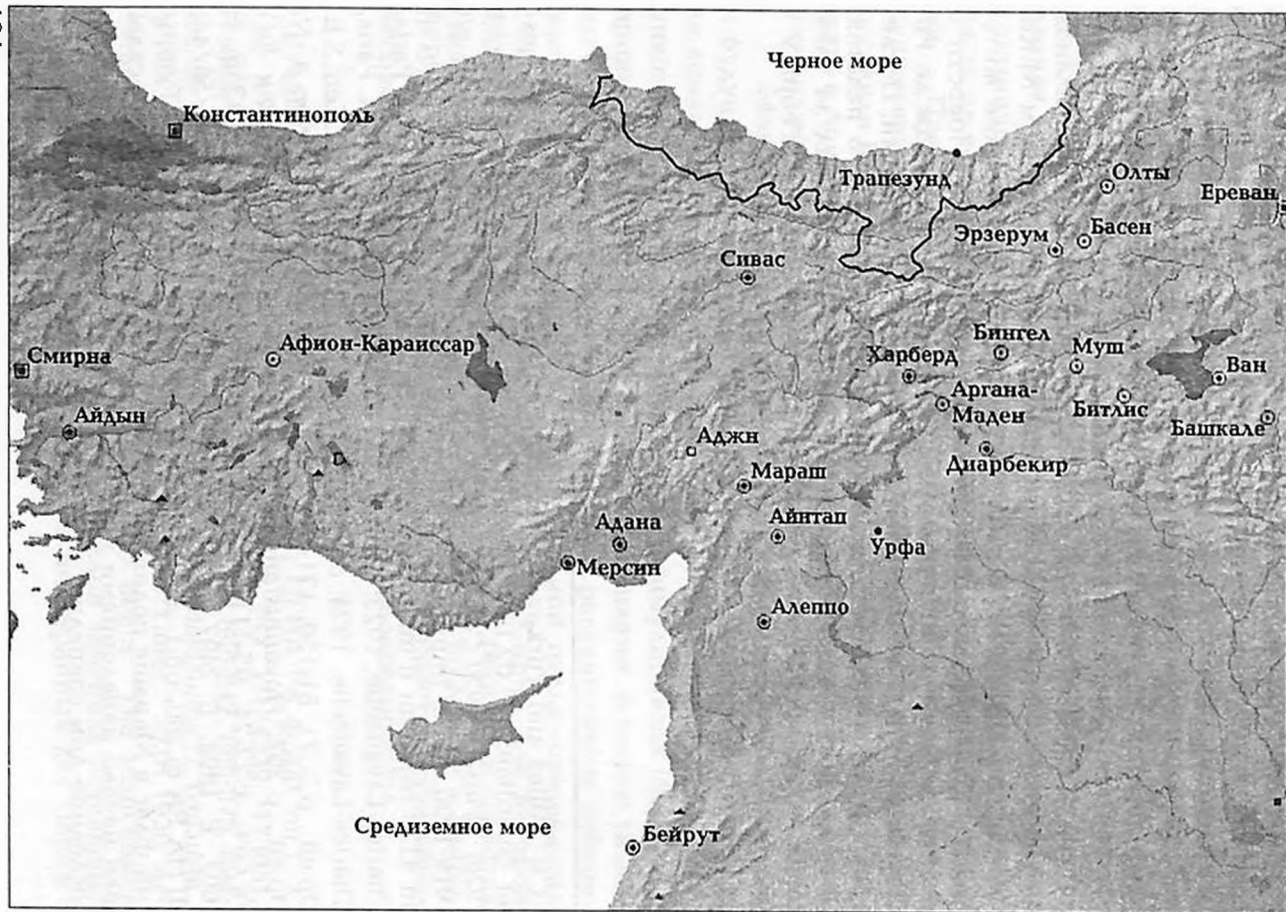 Черное море
Константинополь
Трапезунд
Олты
Ереван
Эрзерум
Басен
Сивас
Смирна
Афион-Караиссар
Харберд
Бингел
Муш
Ван
Айдын
Аргана-
Маден
Битлис
Башкале
Аджн
Диарбекир
Мараш
Адана
Айнтап
Урфа
Мерсин
Алеппо
Средиземное море
Бейрут